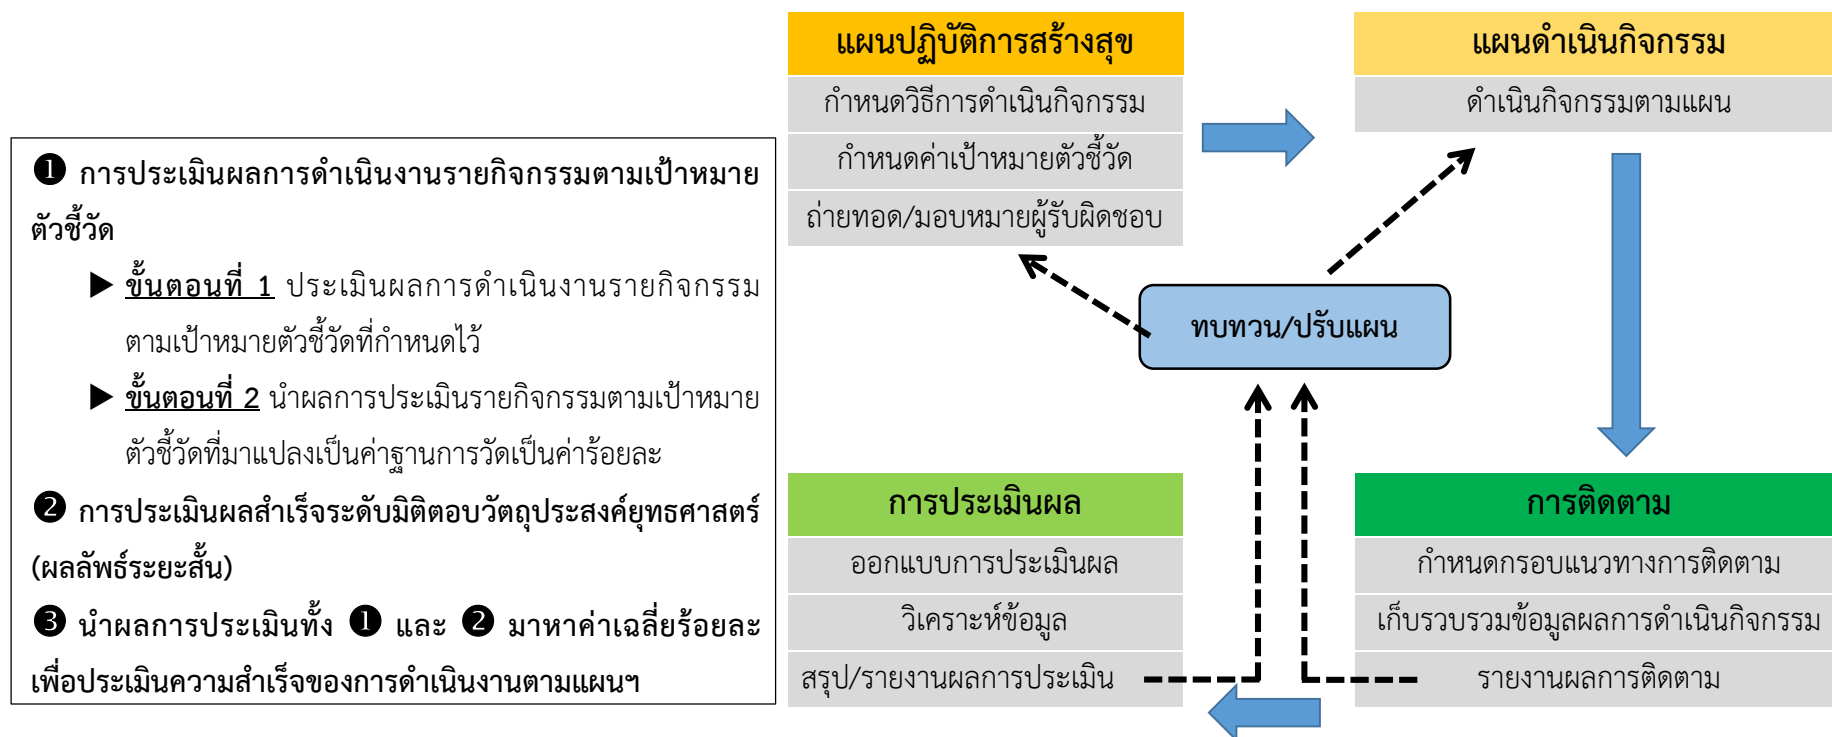 ❶ การประเมินผลการดำเนินงานรายกิจกรรมตามเป้าหมาย
ตัวชี้วัด
▶ ขั้นตอนที่ 1 ประเมินผลการดำเนินงานรายกิจกรรม
ตามเป้าหมายตัวชี้วัดที่กำหนดไว้
▶ ขั้นตอนที่ 2 นำผลการประเมินรายกิจกรรมตามเป้าหมาย
ตัวชี้วัดที่มาแปลงเป็นค่าฐานการวัดเป็นค่าร้อยละ
❷ การประเมินผลสำเร็จระดับมิติตอบวัตถุประสงค์ยุทธศาสตร์
(ผลลัพธ์ระยะสั้น)
❸ นำผลการประเมินทั้ง ❶ และ ❷ มาหาค่าเฉลี่ยร้อยละ
เพื่อประเมินความสำเร็จของการดำเนินงานตามแผนฯ
แผนปฏิบัติการสร้างสุข
กำหนดวิธีการดำเนินกิจกรรม
กำหนดค่าเป้าหมายตัวชี้วัด
ถ่ายทอด/มอบหมายผู้รับผิดชอบ
แผนดำเนินกิจกรรม
ดำเนินกิจกรรมตามแผน
ทบทวน/ปรับแผน
การประเมินผล
ออกแบบการประเมินผล
วิเคราะห์ข้อมูล
สรุป/รายงานผลการประเมิน
การติดตาม
กำหนดกรอบแนวทางการติดตาม
เก็บรวบรวมข้อมูลผลการดำเนินกิจกรรม
รายงานผลการติดตาม